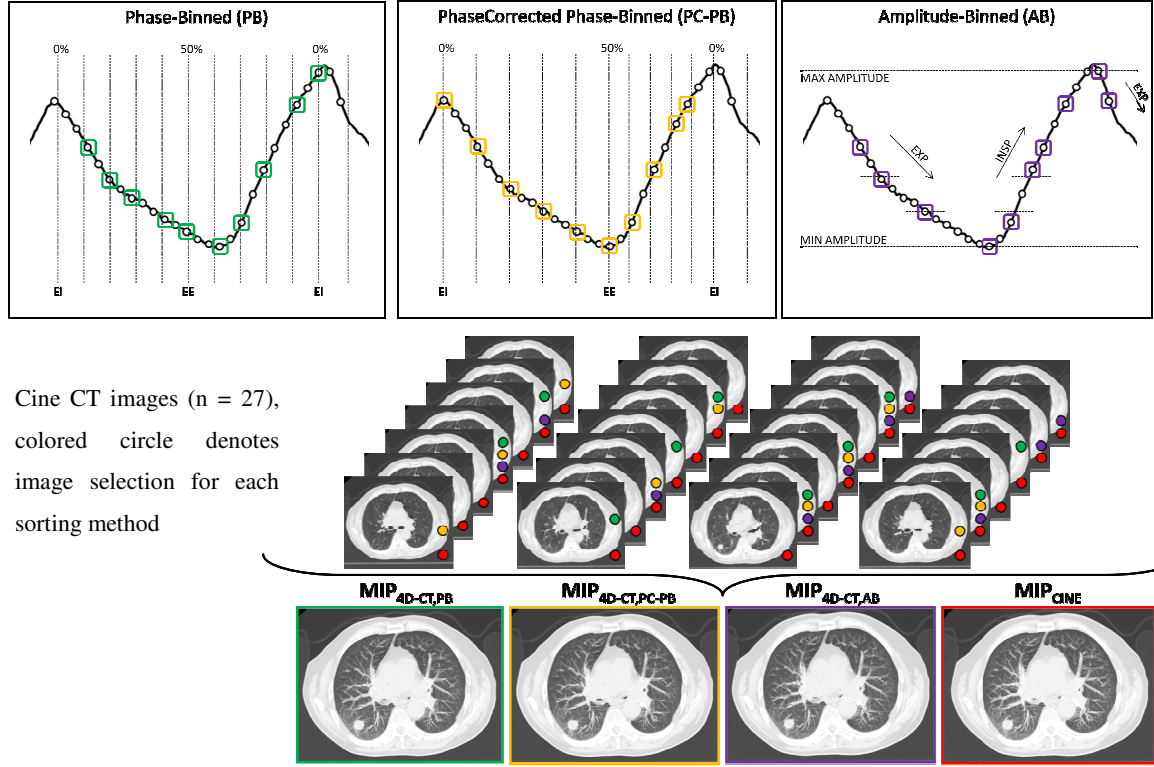 Phase-Binned (PB)
0%
50%
0%
EI
EE
EI
PhaseCorrected Phase-Binned (PC-PB)
0%
50%
0%
EI
EE
EI
Amplitude-Binned (AB)
MAX AMPLITUDE
EXP
EXP
INSP
MIN AMPLITUDE
Cine CT images (n = 27),
colored circle denotes
image selection for each
sorting method
MIP4D-CT,PB
MIP4D-CT,PC-PB
MIP4D-CT,AB
MIPCINE